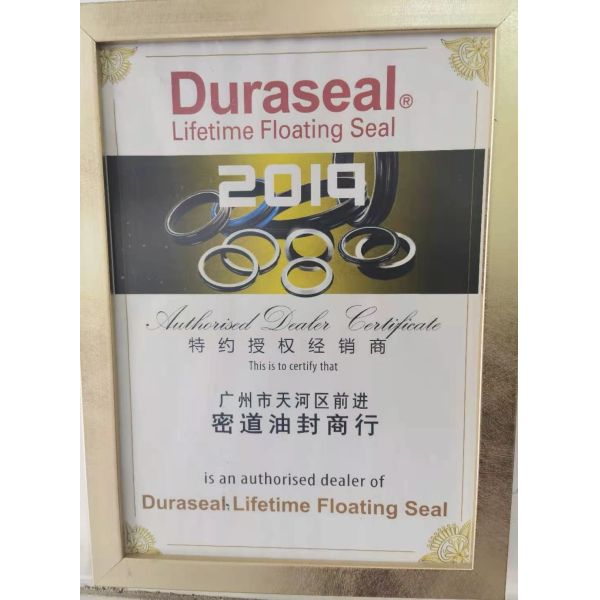 Duraseal®
Lifetime Floating Seal
2019
Authorised Dealer Certificate
特约授权经销商
This is to certify that
广州市天河区前进
密道油封商行
is an authorised dealer of
Duraseal Lifetime Floating Seal